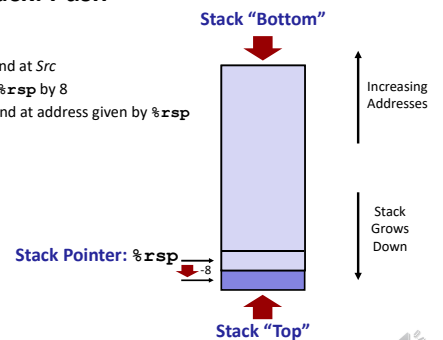 Stack “Bottom”
nd at Src
%rsp by 8
nd at address given by %rsp
Increasing
Addresses
Stack
Grows
Down
Stack Pointer: %rsp
-8
Stack “Top”